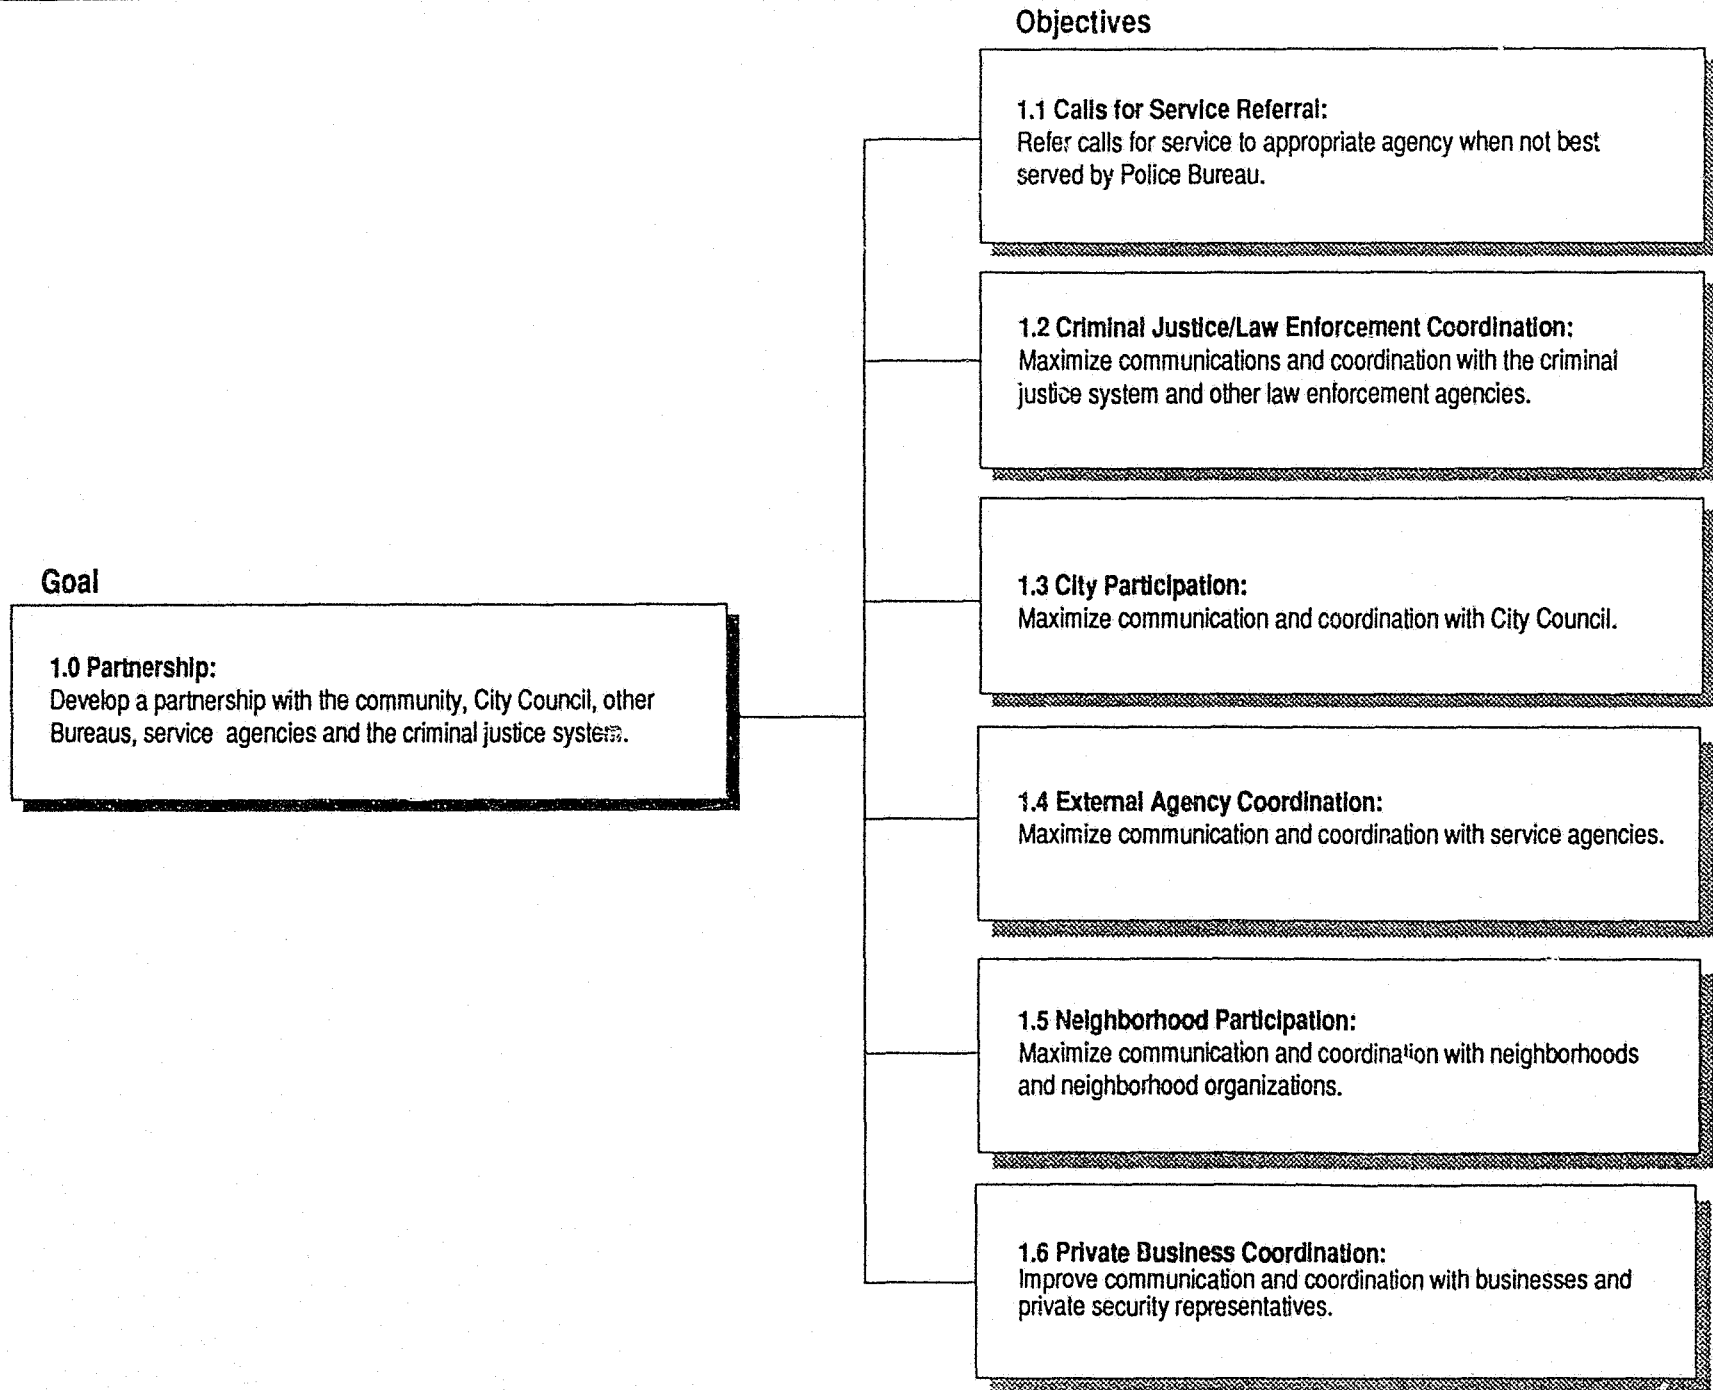 Objectives
1.1 Calls for Service Referral:
Refer calls for service to appropriate agency when not best
served by Police Bureau.
1.2 Criminal Justice/Law Enforcement Coordination:
Maximize communications and coordination with the criminal
justice system and other law enforcement agencies.
1.3 City Participation:
Maximize communication and coordination with City Council.
Goal
1.0 Partnership:
Develop a partnership with the community, City Council, other
Bureaus, service agencies and the criminal justice system.
1.4 External Agency Coordination:
Maximize communication and coordination with service agencies.
1.5 Neighborhood Participation:
Maximize communication and coordination with neighborhoods
and neighborhood organizations.
1.6 Private Business Coordination:
Improve communication and coordination with businesses and
private security representatives.